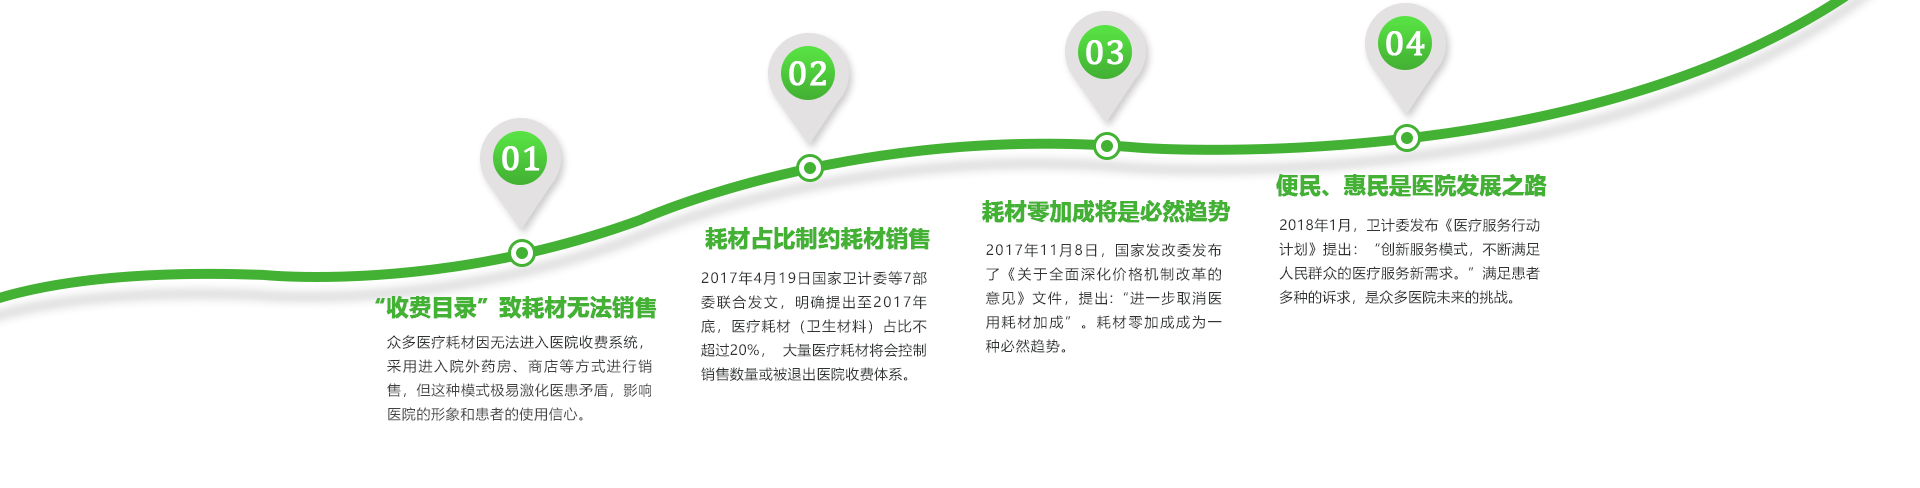 01
“收费目录”致耗材无法销售
众多医疗耗材因无法进入医院收费系统，
采用进入院外药房、商店等方式进行销
售，但这种模式极易激化医患矛盾，影响
医院的形象和患者的使用信心。
02
耗材占比制约耗材销售
2017年4月19日国家卫计委等7部
委联合发文，明确提出至2017年
底，医疗耗材（卫生材料）占比不
超过20%， 大量医疗耗材将会控制
销售数量或被退出医院收费体系。
03
耗材零加成将是必然趋势
2017年11月8日，国家发改委发布
了《关于全面深化价格机制改革的
意见》文件，提出：“进一步取消医
用耗材加成”。耗材零加成成为一
种必然趋势。
04
便民、惠民是医院发展之路
2018年1月，卫计委发布《医疗服务行动
计划》提出：“创新服务模式，不断满足
人民群众的医疗服务新需求。”满足患者
多种的诉求，是众多医院未来的挑战。